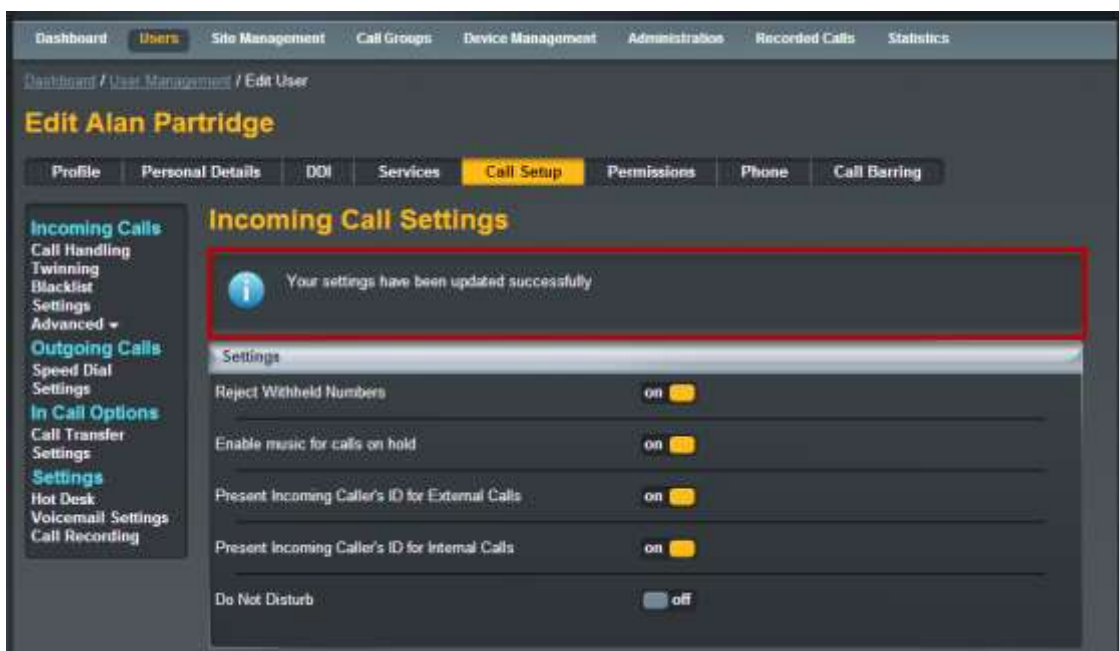 Dashboard Users Site Management Call Groups Device Management Administration Recorded Calls Statistics
Dashboard / User Management / Edit User
Edit Alan Partridge
Profile Personal Details DDI Services Call Setup Permissions Phone Call Barring
Incoming Calls
Call Handling
Twinning
Blacklist
Settings
Advanced
Outgoing Calls
Speed Dial
Settings
In Call Options
Call Transfer
Settings
Settings
Hot Desk
Voicemail Settings
Call Recording
Incoming Call Settings
Your settings have been updated successfully
Settings
Reject Withheld Numbers on
Enable music for calls on hold on
Present Incoming Caller's ID for External Calls on
Present Incoming Caller's ID for Internal Calls on
Do Not Disturb off